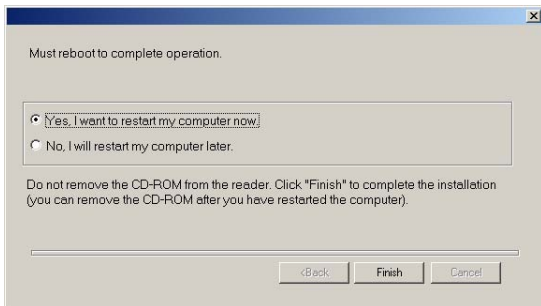 Must reboot to complete operation.
Yes, I want to restart my computer now.
No, I will restart my computer later.
Do not remove the CD-ROM from the reader. Click "Finish" to complete the installation
(you can remove the CD-ROM after you have restarted the computer).
<Back Finish Cancel